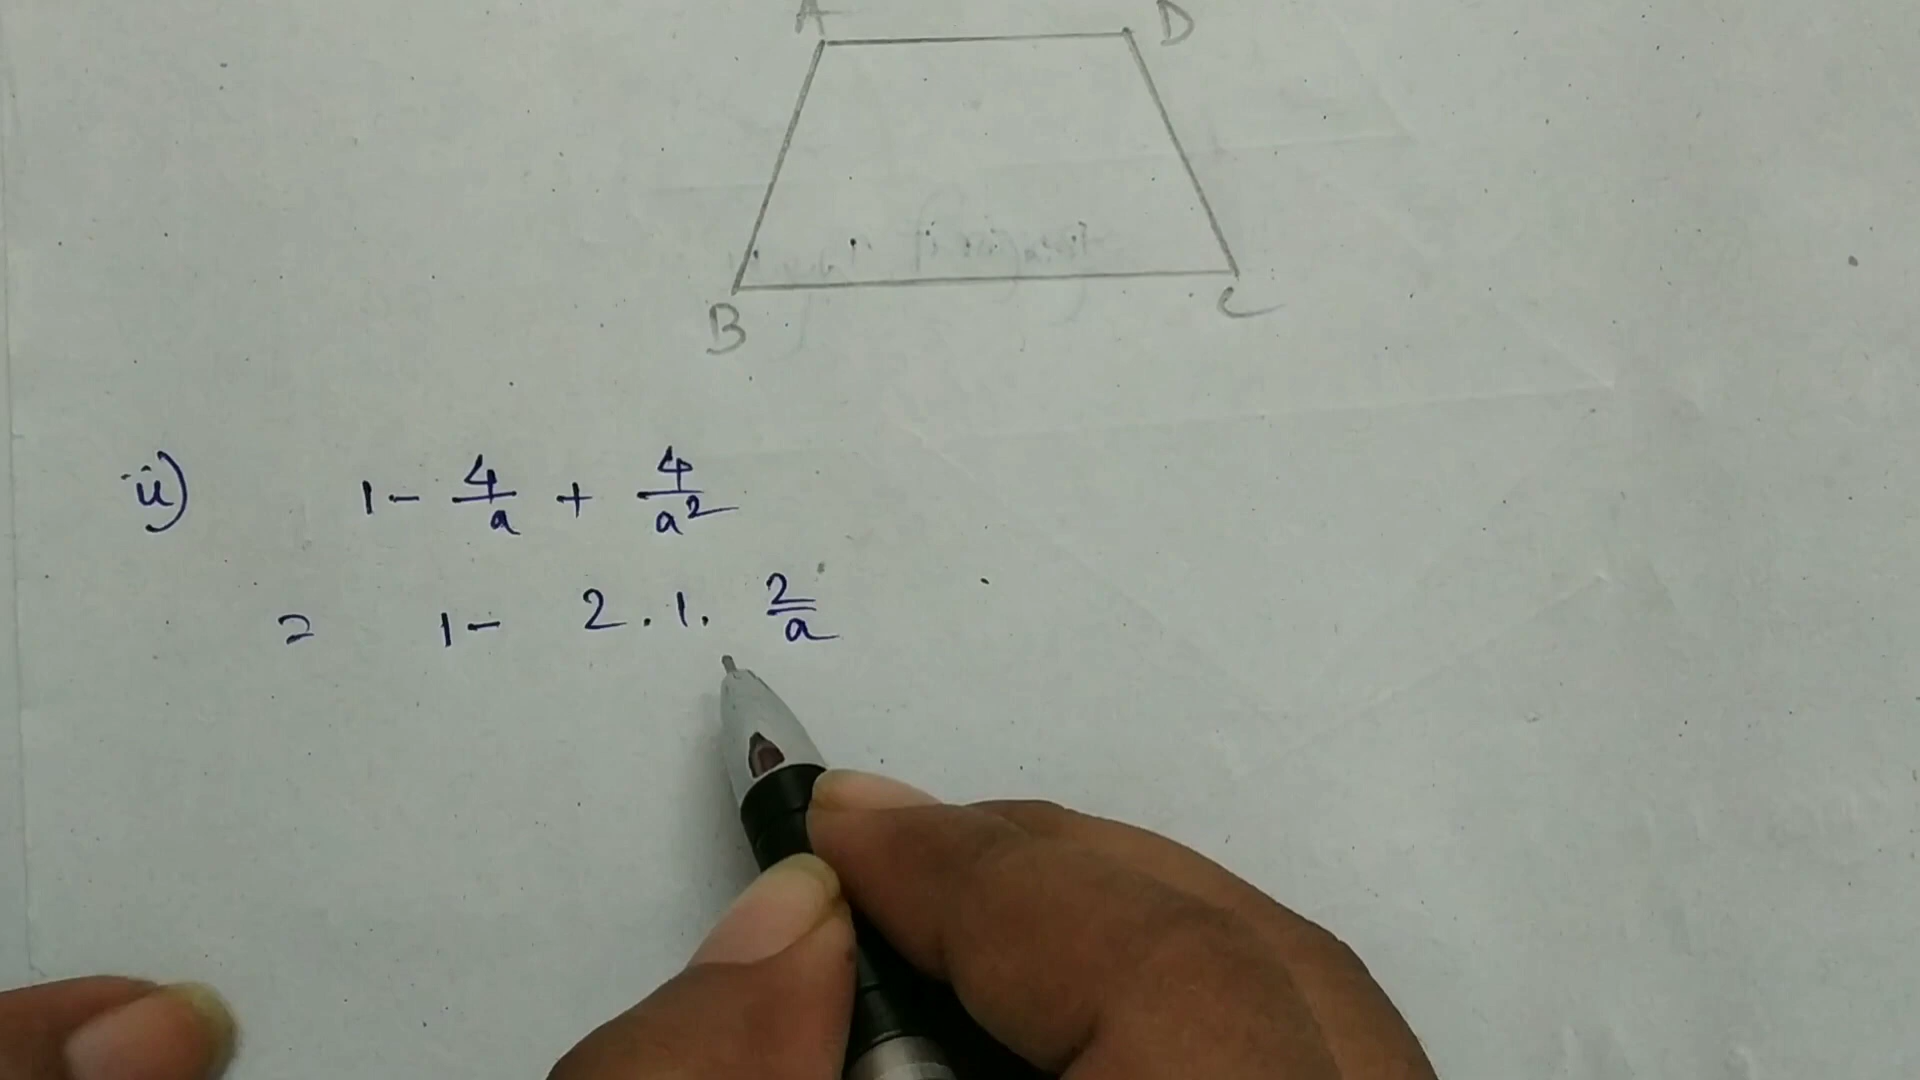 A D
B C
ii) 1 - 4/a + 4/a²
= 1 - 2 . 1 . 2/a